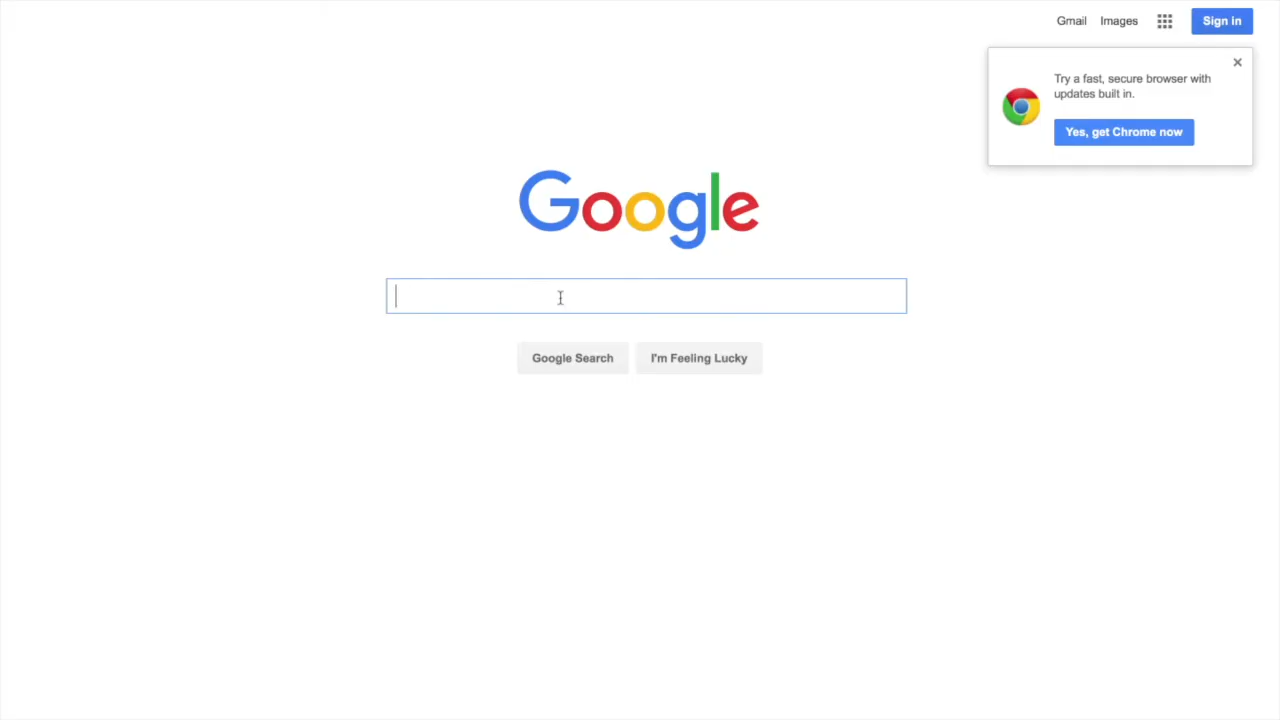 Gmail Images Sign in
Try a fast, secure browser with
updates built in.
Yes, get Chrome now
Google
Google Search I'm Feeling Lucky